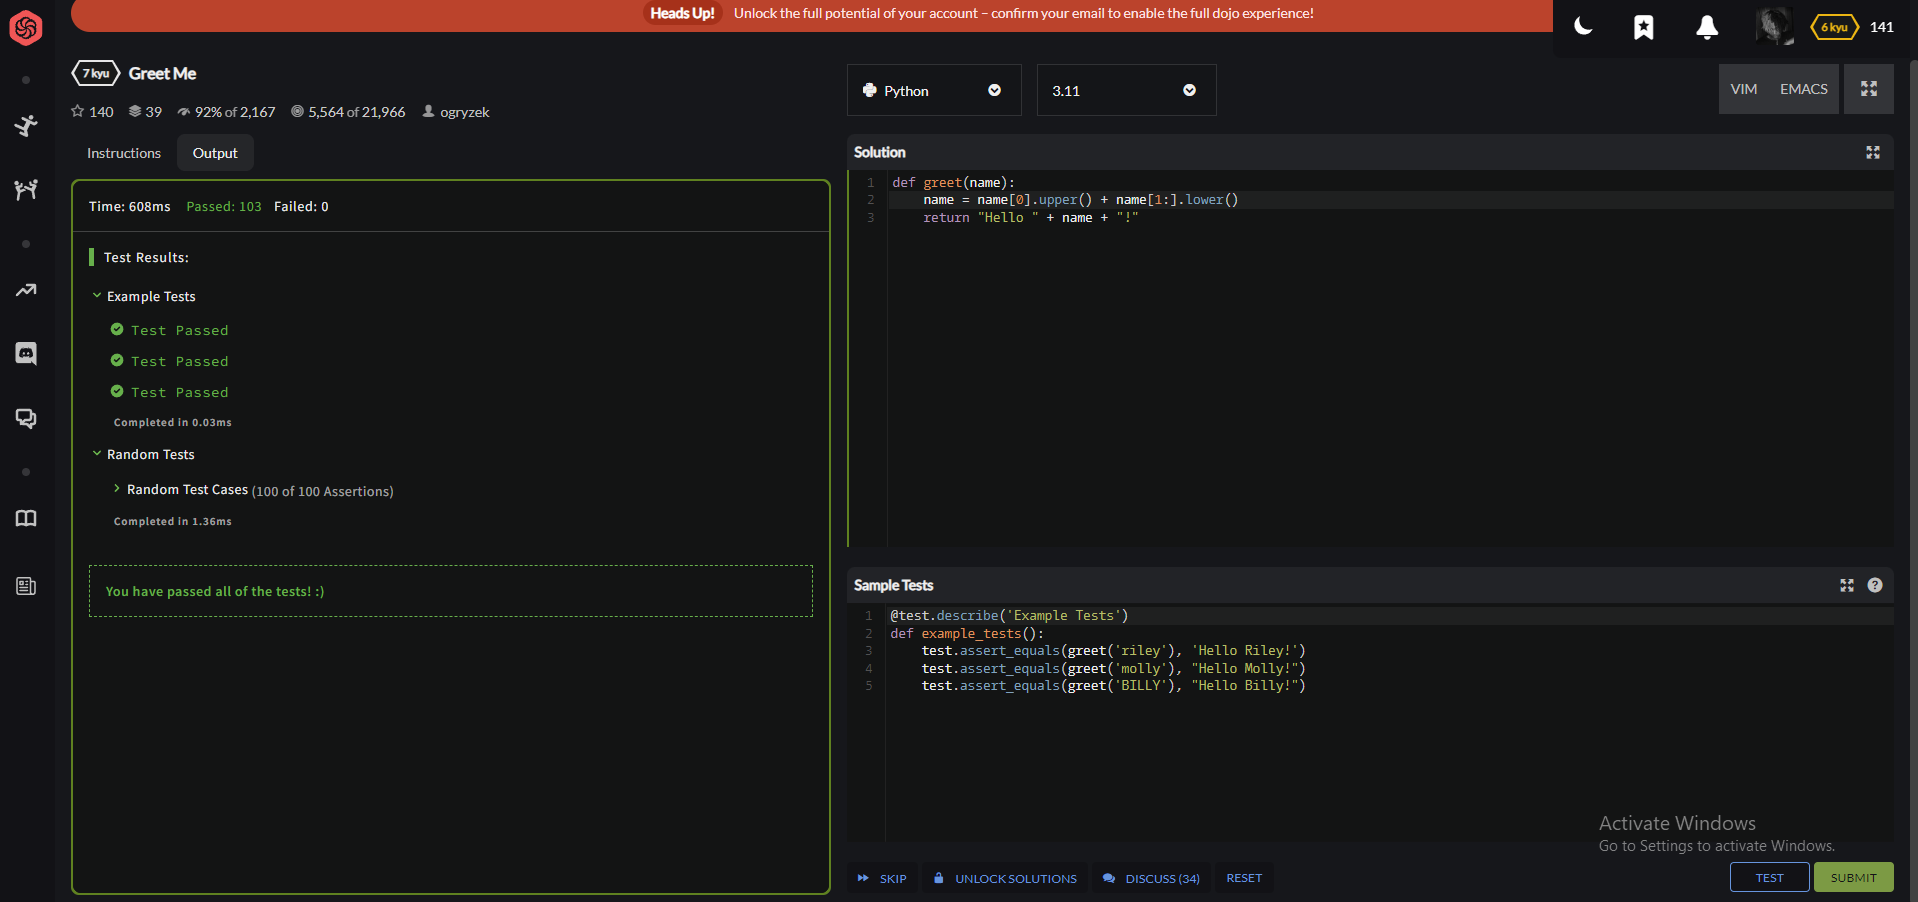 Heads Up! Unlock the full potential of your account – confirm your email to enable the full dojo experience!
6 kyu 141
7 kyu Greet Me
140 39 92% of 2,167 5,564 of 21,966 ogryzek
Instructions Output
Time: 608ms Passed: 103 Failed: 0
Test Results:
Example Tests
Test Passed
Test Passed
Test Passed
Completed in 0.03ms
Random Tests
Random Test Cases (100 of 100 Assertions)
Completed in 1.36ms
You have passed all of the tests! :)
Python 3.11 VIM EMACS
Solution
1 def greet(name):
2 name = name[0].upper() + name[1:].lower()
3 return "Hello " + name + "!"
Sample Tests
1 @test.describe('Example Tests')
2 def example_tests():
3 test.assert_equals(greet('riley'), 'Hello Riley!')
4 test.assert_equals(greet('molly'), "Hello Molly!")
5 test.assert_equals(greet('BILLY'), "Hello Billy!")
Activate Windows
Go to Settings to activate Windows.
SKIP UNLOCK SOLUTIONS DISCUSS (34) RESET TEST SUBMIT